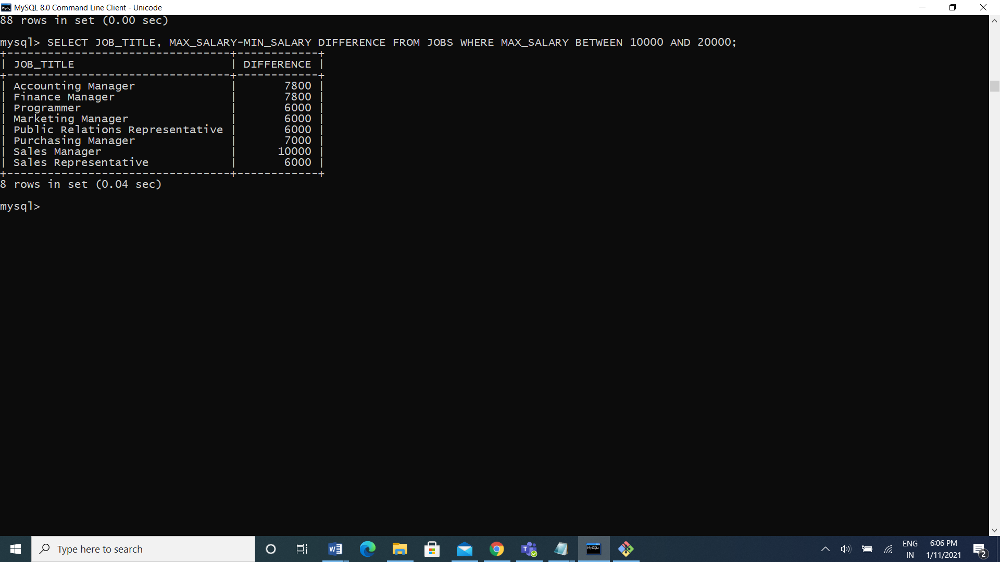 MySQL 8.0 Command Line Client - Unicode
88 rows in set (0.00 sec)
mysql> SELECT JOB_TITLE, MAX_SALARY-MIN_SALARY DIFFERENCE FROM JOBS WHERE MAX_SALARY BETWEEN 10000 AND 20000;
+---------------------------------+------------+
| JOB_TITLE                       | DIFFERENCE |
+---------------------------------+------------+
| Accounting Manager              |       7800 |
| Finance Manager                 |       7800 |
| Programmer                      |       6000 |
| Marketing Manager               |       6000 |
| Public Relations Representative |       6000 |
| Purchasing Manager              |       7000 |
| Sales Manager                   |      10000 |
| Sales Representative            |       6000 |
+---------------------------------+------------+
8 rows in set (0.04 sec)
mysql>
Type here to search
ENG
IN
6:06 PM
1/11/2021
2